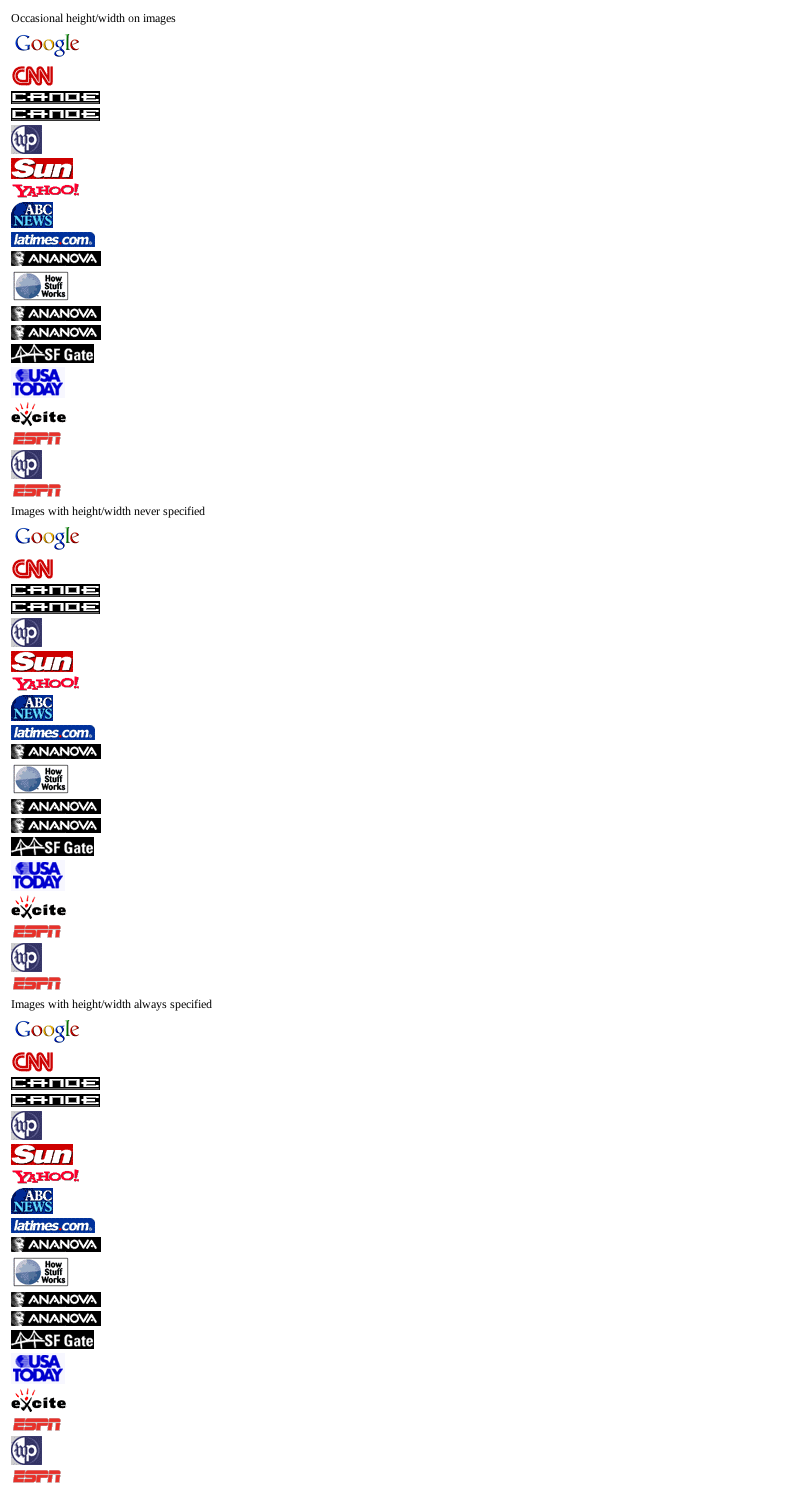 Occasional height/width on images
Google
CNN
CANOE
CANOE
wp
Sun
YAHOO!
ABC
NEWS
latimes.com
ANANOVA
How
Stuff
Works
ANANOVA
ANANOVA
SF Gate
USA
TODAY
excite
ESPN
wp
ESPN
Images with height/width never specified
Google
CNN
CANOE
CANOE
wp
Sun
YAHOO!
ABC
NEWS
latimes.com
ANANOVA
How
Stuff
Works
ANANOVA
ANANOVA
SF Gate
USA
TODAY
excite
ESPN
wp
ESPN
Images with height/width always specified
Google
CNN
CANOE
CANOE
wp
Sun
YAHOO!
ABC
NEWS
latimes.com
ANANOVA
How
Stuff
Works
ANANOVA
ANANOVA
SF Gate
USA
TODAY
excite
ESPN
wp
ESPN